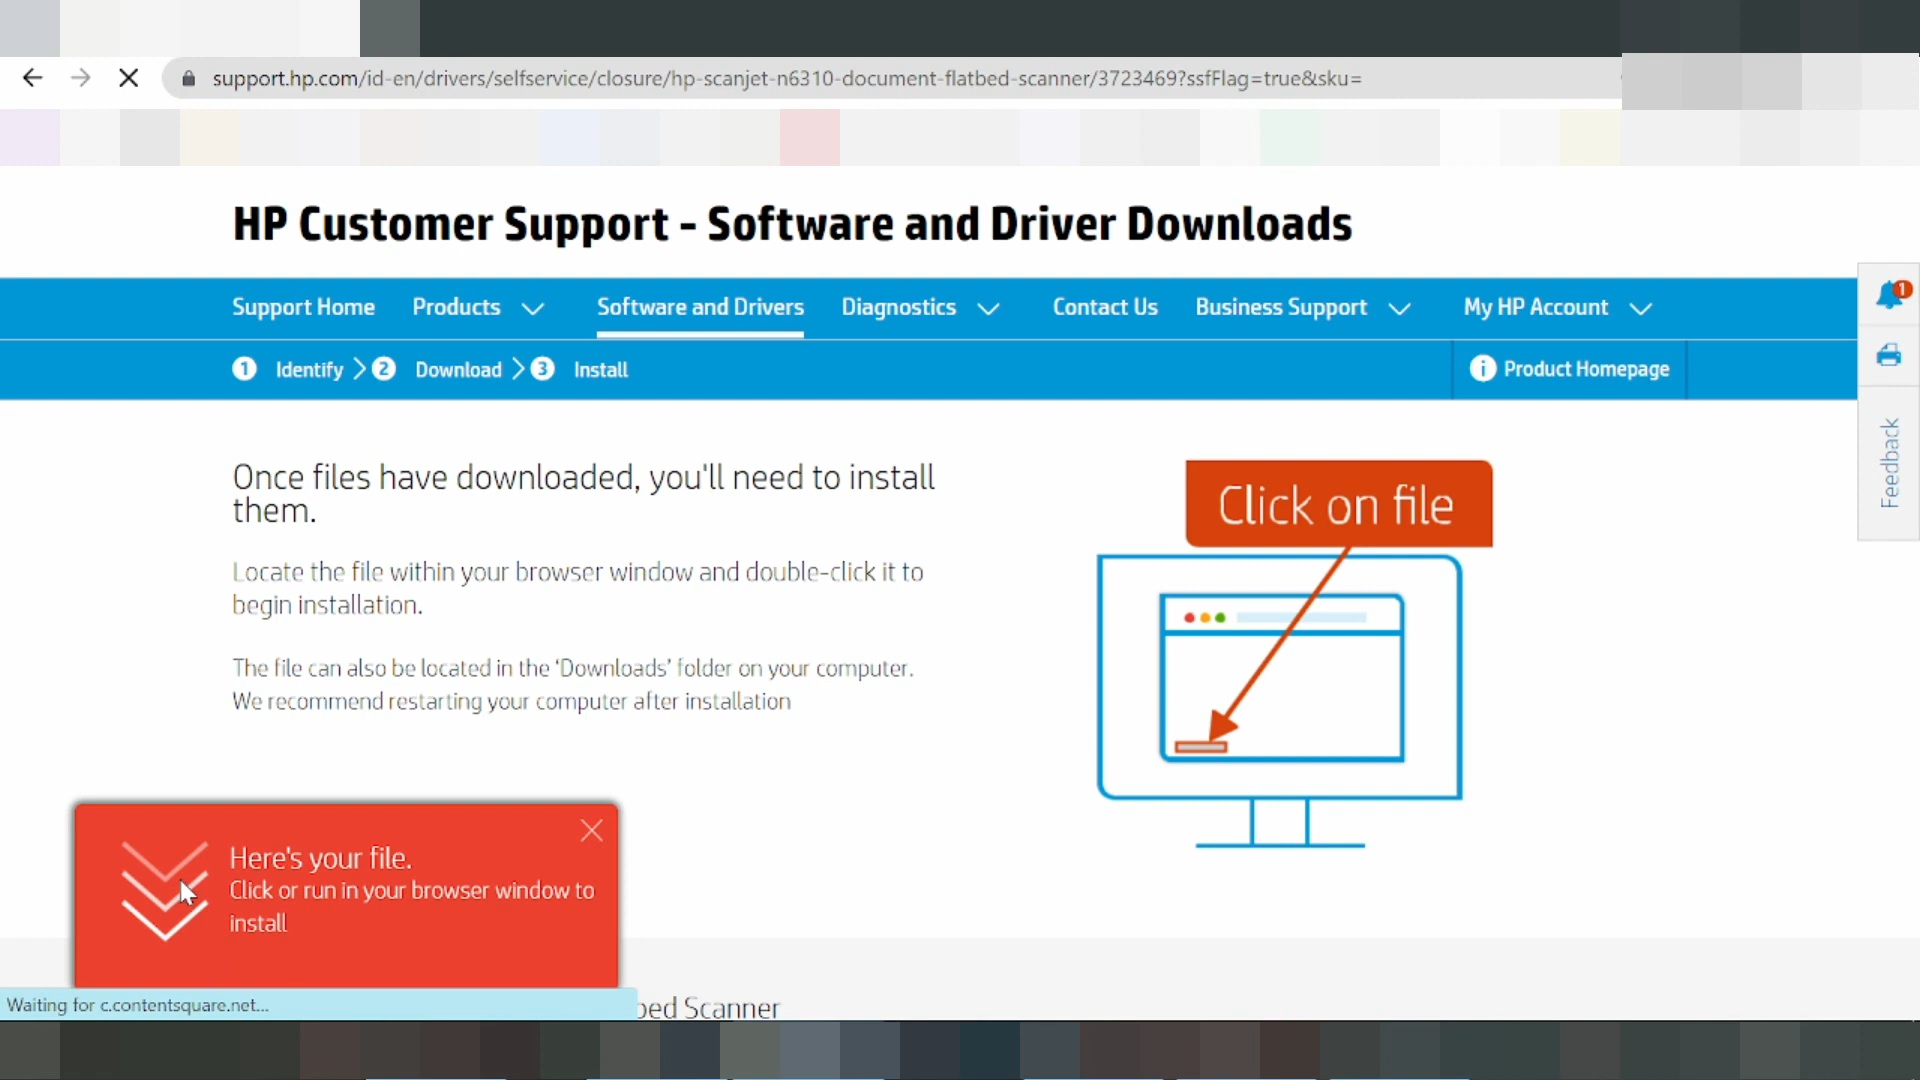 support.hp.com/id-en/drivers/selfservice/closure/hp-scanjet-n6310-document-flatbed-scanner/3723469?ssfFlag=true&sku=
HP Customer Support - Software and Driver Downloads
Support Home Products Software and Drivers Diagnostics Contact Us Business Support My HP Account
1
1 Identify 2 Download 3 Install
i Product Homepage
Feedback
Once files have downloaded, you'll need to install
them.
Locate the file within your browser window and double-click it to
begin installation.
The file can also be located in the ‘Downloads’ folder on your computer.
We recommend restarting your computer after installation
Click on file
Here's your file.
Click or run in your browser window to
install
Waiting for c.contentsquare.net...
Scanner